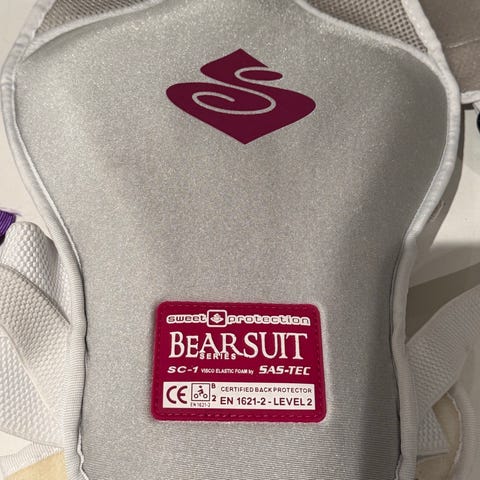 sweet protection
BEARSUIT
SERIES
SC-1 VISCO ELASTIC FOAM by SAS-TEC
CE EN 1621-2 B 2 CERTIFIED BACK PROTECTOR
EN 1621-2 - LEVEL 2